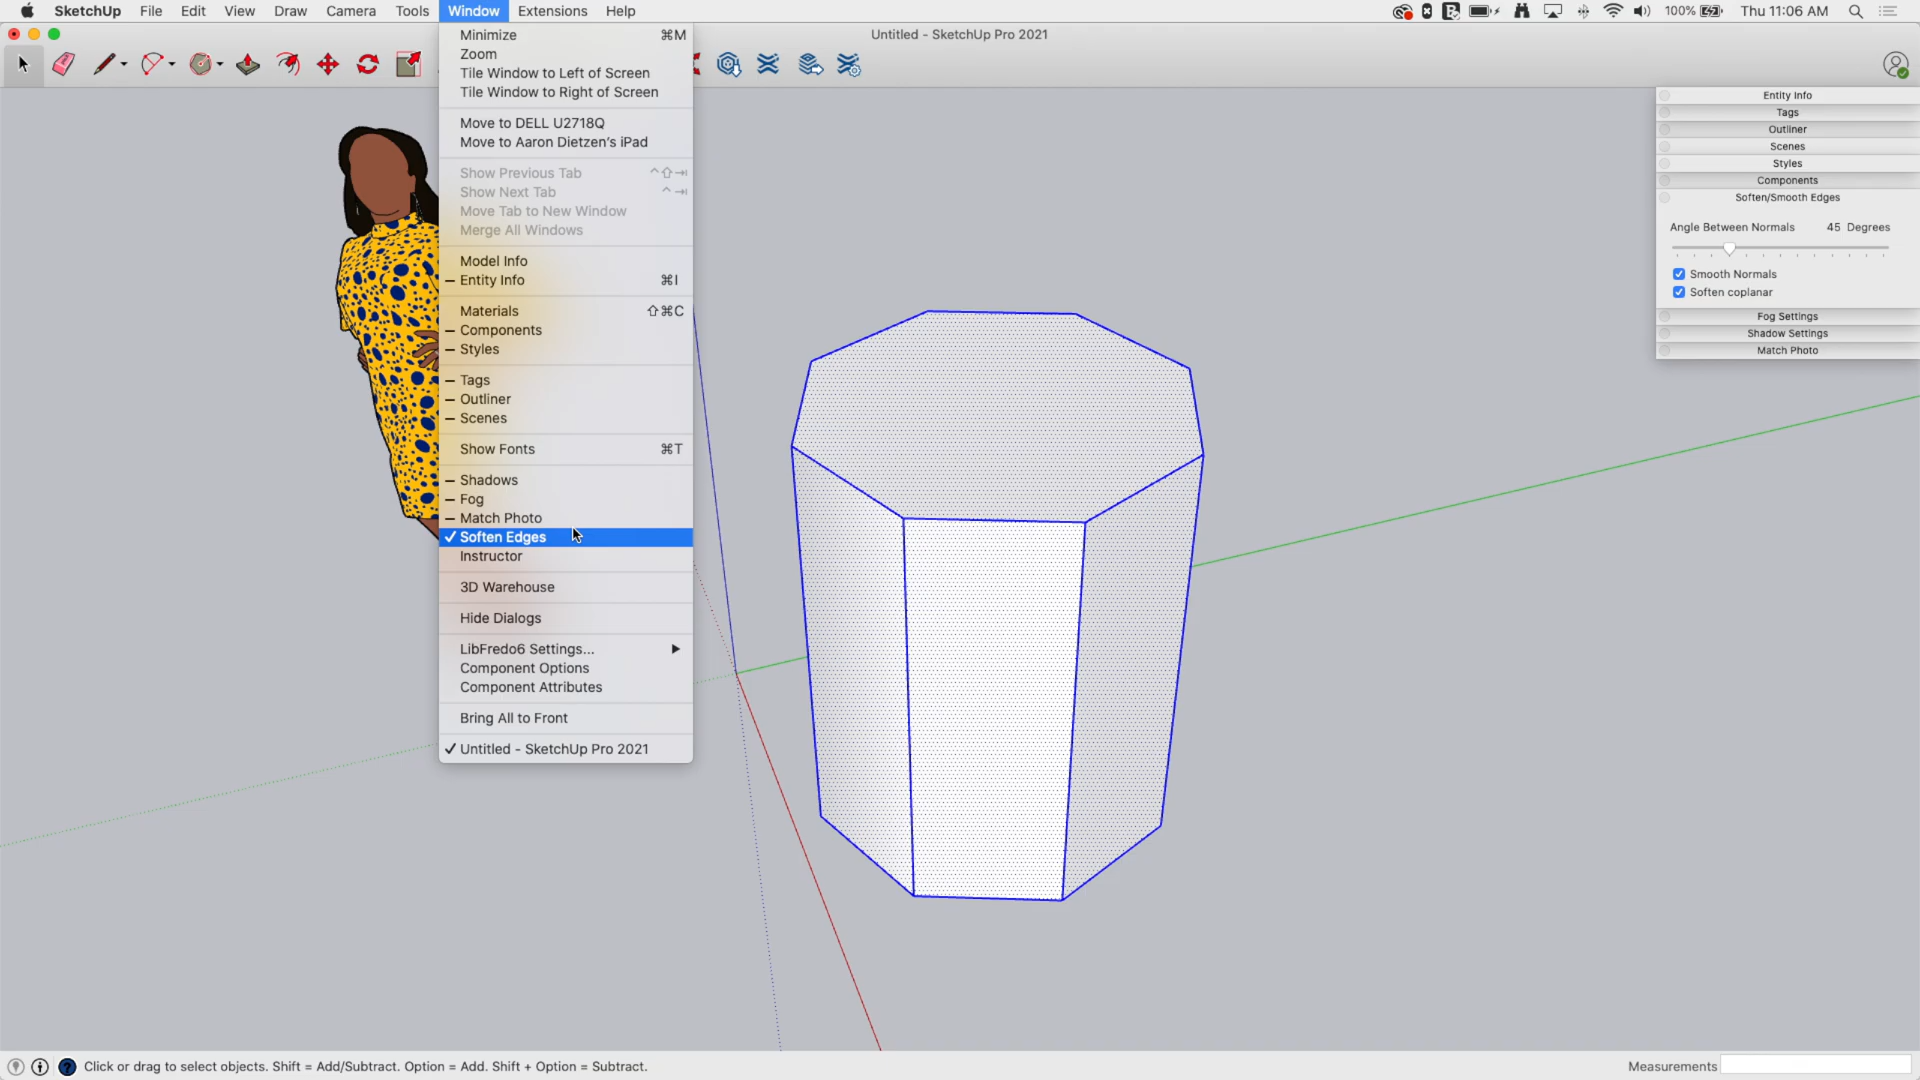 SketchUp File Edit View Draw Camera Tools Window Extensions Help 100% Thu 11:06 AM
Untitled - SketchUp Pro 2021
Minimize ⌘M
Zoom
Tile Window to Left of Screen
Tile Window to Right of Screen
Move to DELL U2718Q
Move to Aaron Dietzen's iPad
Show Previous Tab ⌃⇧⇥
Show Next Tab ⌃⇥
Move Tab to New Window
Merge All Windows
Model Info
Entity Info ⌘I
Materials ⇧⌘C
Components
Styles
Tags
Outliner
Scenes
Show Fonts ⌘T
Shadows
Fog
Match Photo
Soften Edges
Instructor
3D Warehouse
Hide Dialogs
LibFredo6 Settings...
Component Options
Component Attributes
Bring All to Front
Untitled - SketchUp Pro 2021
Entity Info
Tags
Outliner
Scenes
Styles
Components
Soften/Smooth Edges
Angle Between Normals 45 Degrees
Smooth Normals
Soften coplanar
Fog Settings
Shadow Settings
Match Photo
Click or drag to select objects. Shift = Add/Subtract. Option = Add. Shift + Option = Subtract.
Measurements